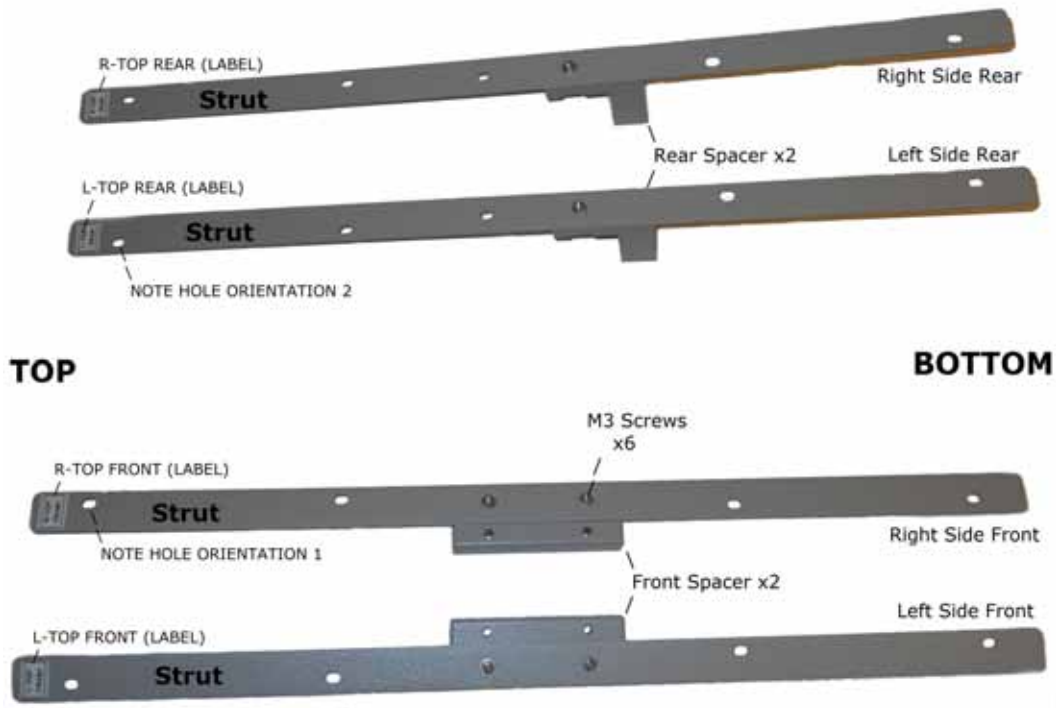 R-TOP REAR (LABEL)
Strut
Right Side Rear
Rear Spacer x2
Left Side Rear
L-TOP REAR (LABEL)
Strut
NOTE HOLE ORIENTATION 2
TOP
BOTTOM
M3 Screws
x6
R-TOP FRONT (LABEL)
Strut
NOTE HOLE ORIENTATION 1
Right Side Front
Front Spacer x2
Left Side Front
L-TOP FRONT (LABEL)
Strut